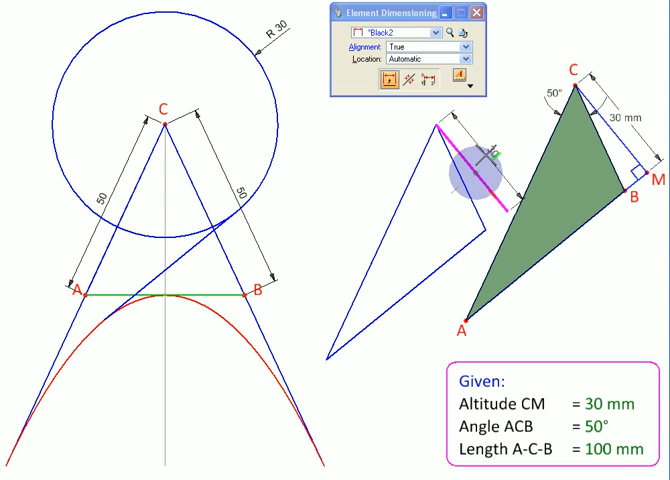 R 30
C
50
50
A
B
Element Dimensioning
"Black2
Alignment: True
Location: Automatic
C
50°
30 mm
M
B
A
Given:
Altitude CM = 30 mm
Angle ACB = 50°
Length A-C-B = 100 mm